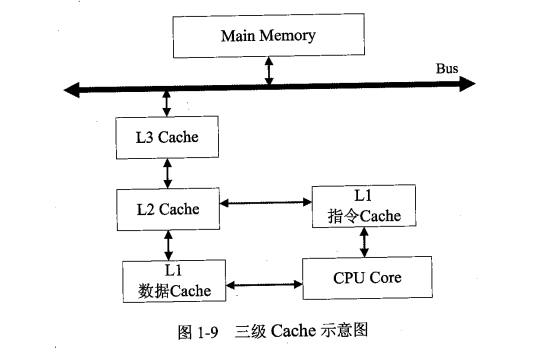 Main Memory
Bus
L3 Cache
L2 Cache
L1
指令Cache
L1
数据Cache
CPU Core
图 1-9 三级 Cache 示意图